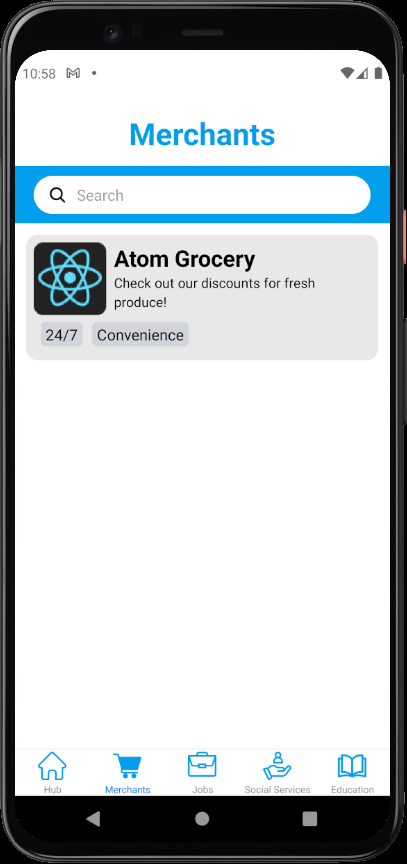 10:58
Merchants
Search
Atom Grocery
Check out our discounts for fresh
produce!
24/7 Convenience
Hub Merchants Jobs Social Services Education